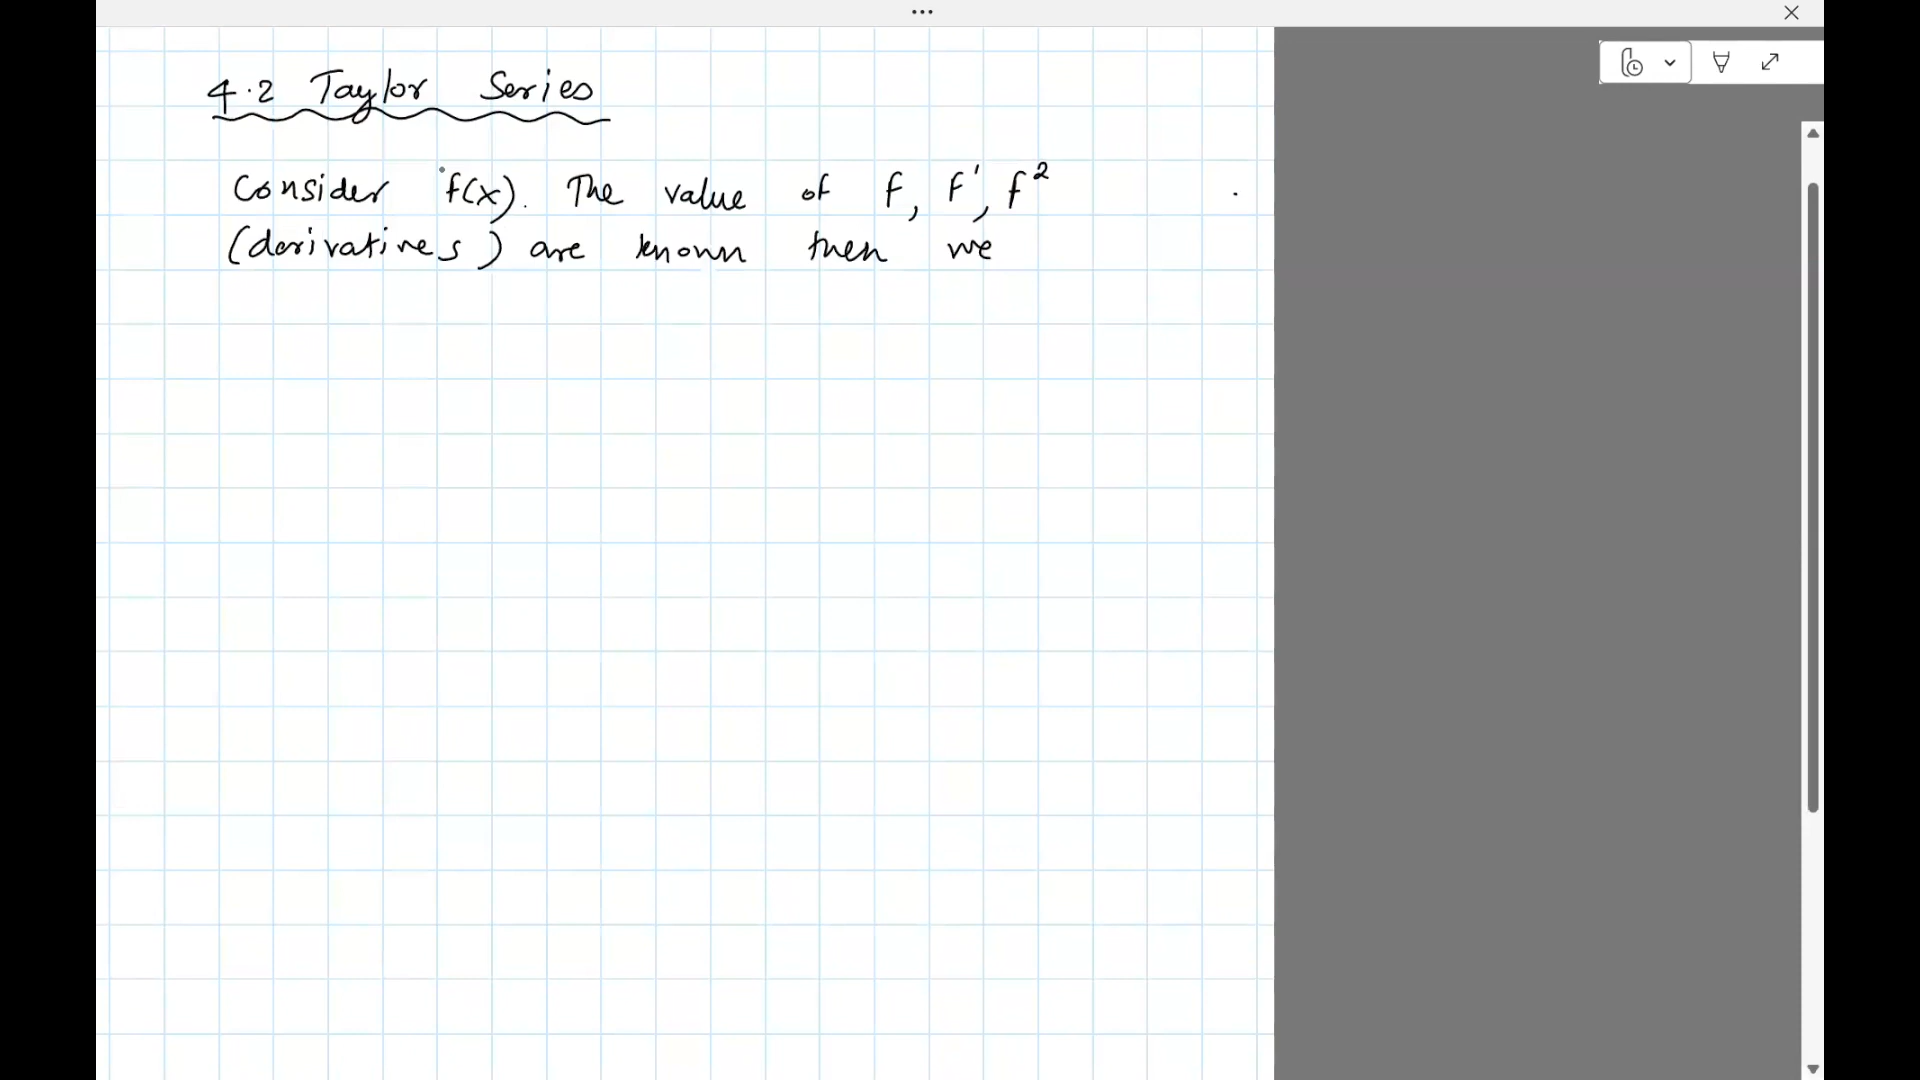 4.2 Taylor Series
Consider f(x). The value of f, f', f²
(derivatives) are known then we